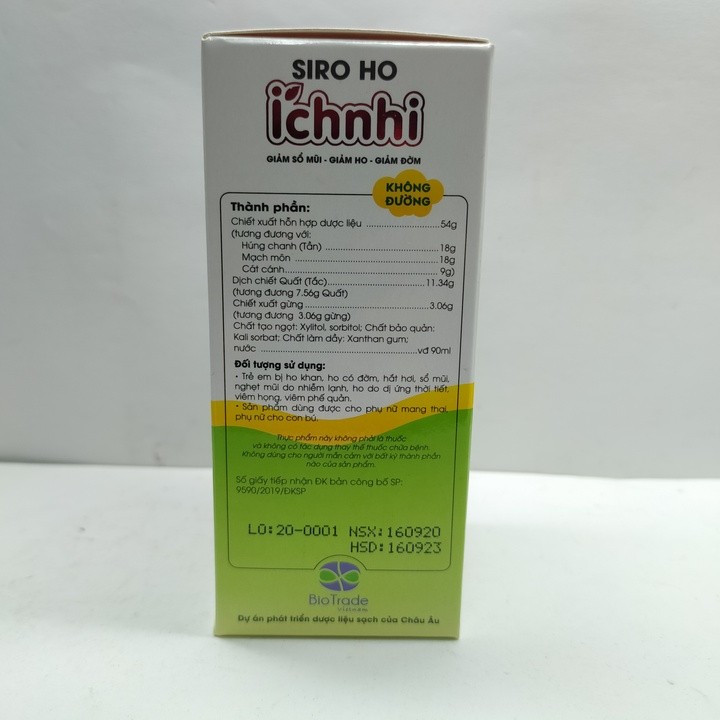 SIRO HO
ichnhi
GIẢM SỔ MŨI - GIẢM HO - GIẢM ĐỜM
KHÔNG
ĐƯỜNG
Thành phần:
Chiết xuất hỗn hợp dược liệu ....................54g
(tương đương với:
Húng chanh (Tần) ..............................18g
Mạch môn ......................................18g
Cát cánh........................................9g)
Dịch chiết Quất (Tắc)..........................11.34g
(tương đương 7.56g Quất)
Chiết xuất gừng ................................3.06g
(tương đương 3.06g gừng)
Chất tạo ngọt: Xylitol, sorbitol; Chất bảo quản:
Kali sorbat; Chất làm dầy: Xanthan gum;
nước ........................................vđ 90ml
Đối tượng sử dụng:
• Trẻ em bị ho khan, ho có đờm, hắt hơi, sổ mũi,
nghẹt mũi do nhiễm lạnh, ho do dị ứng thời tiết,
viêm họng, viêm phế quản.
• Sản phẩm dùng được cho phụ nữ mang thai,
phụ nữ cho con bú.
Thực phẩm này không phải là thuốc
và không có tác dụng thay thế thuốc chữa bệnh.
Không dùng cho người mẫn cảm với bất kỳ thành phần
nào của sản phẩm.
Số giấy tiếp nhận ĐK bản công bố SP:
9590/2019/ĐKSP
LO:20-0001 NSX:160920
HSD:160923
BioTrade
VIETNAM
Dự án phát triển dược liệu sạch của Châu Âu